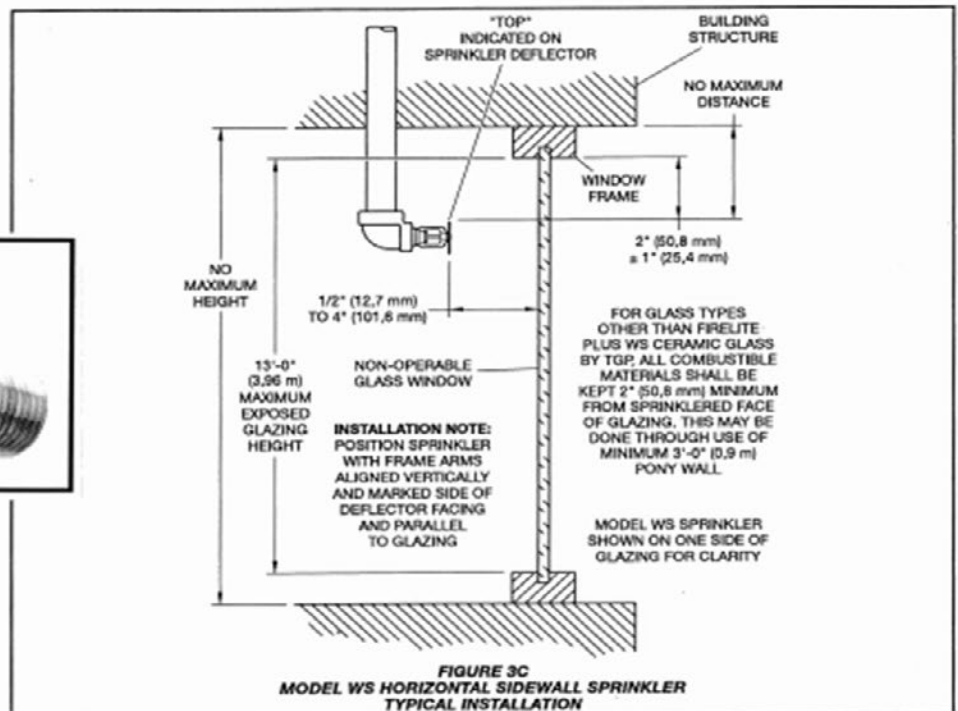 "TOP"
INDICATED ON
SPRINKLER DEFLECTOR
BUILDING
STRUCTURE
NO MAXIMUM
DISTANCE
WINDOW
FRAME
2" (50,8 mm)
± 1" (25,4 mm)
NO
MAXIMUM
HEIGHT
1/2" (12,7 mm)
TO 4" (101,6 mm)
13'-0"
(3,96 m)
MAXIMUM
EXPOSED
GLAZING
HEIGHT
NON-OPERABLE
GLASS WINDOW
INSTALLATION NOTE:
POSITION SPRINKLER
WITH FRAME ARMS
ALIGNED VERTICALLY
AND MARKED SIDE OF
DEFLECTOR FACING
AND PARALLEL
TO GLAZING
FOR GLASS TYPES
OTHER THAN FIRELITE
PLUS WS CERAMIC GLASS
BY TGP, ALL COMBUSTIBLE
MATERIALS SHALL BE
KEPT 2" (50,8 mm) MINIMUM
FROM SPRINKLERED FACE
OF GLAZING. THIS MAY BE
DONE THROUGH USE OF
MINIMUM 3'-0" (0,9 m)
PONY WALL
MODEL WS SPRINKLER
SHOWN ON ONE SIDE OF
GLAZING FOR CLARITY
FIGURE 3C
MODEL WS HORIZONTAL SIDEWALL SPRINKLER
TYPICAL INSTALLATION